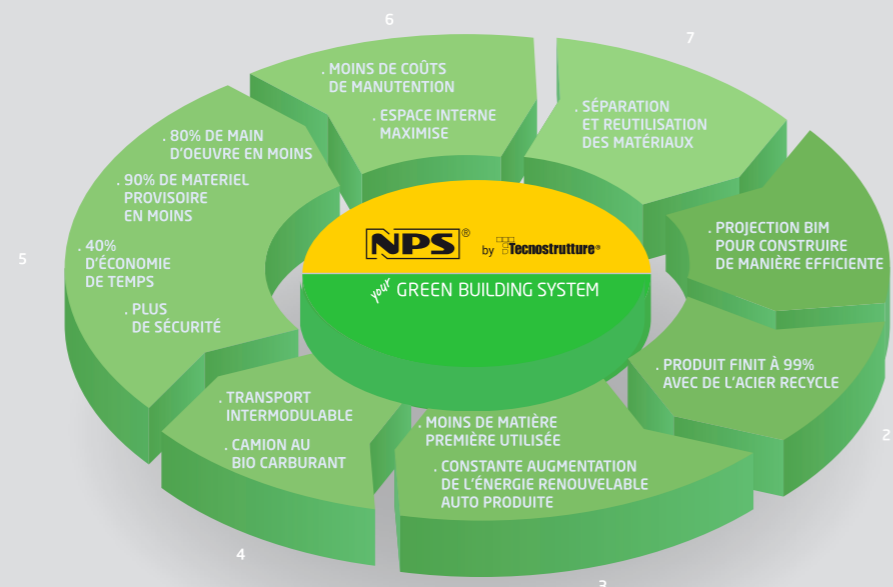 6
7
. MOINS DE COÛTS
DE MANUTENTION
. ESPACE INTERNE
MAXIMISE
. SÉPARATION
ET REUTILISATION
DES MATÉRIAUX
. PROJECTION BIM
POUR CONSTRUIRE
DE MANIÈRE EFFICIENTE
. PRODUIT FINIT À 99%
AVEC DE L'ACIER RECYCLE
2
. MOINS DE MATIÈRE
PREMIÈRE UTILISÉE
. CONSTANTE AUGMENTATION
DE L'ÉNERGIE RENOUVELABLE
AUTO PRODUITE
3
. TRANSPORT
INTERMODULABLE
. CAMION AU
BIO CARBURANT
4
. 80% DE MAIN
D'OEUVRE EN MOINS
. 90% DE MATERIEL
PROVISOIRE
EN MOINS
. 40%
D'ÉCONOMIE
DE TEMPS
. PLUS
DE SÉCURITÉ
5
NPS® by Tecnostrutture®
your GREEN BUILDING SYSTEM